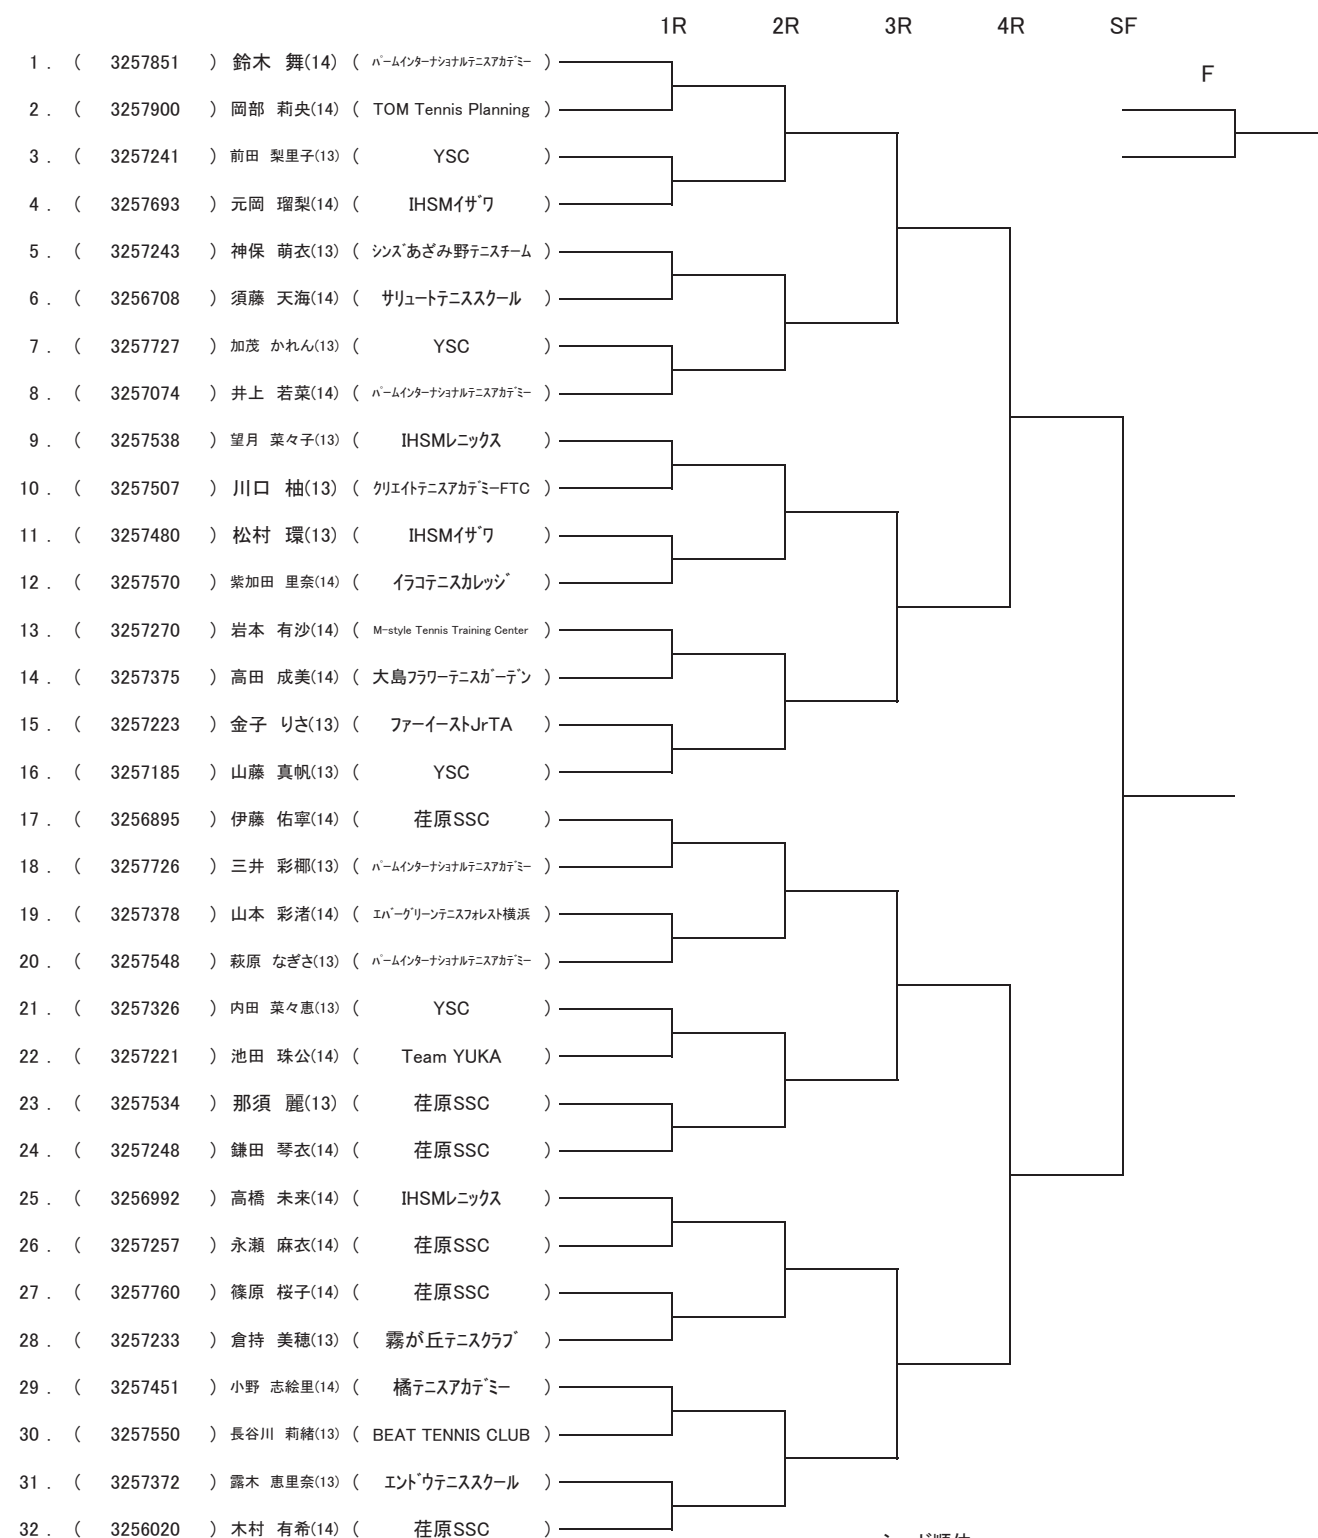 1R 2R 3R 4R SF
F
1 . ( 3257851 ) 鈴木 舞(14) ( パームインターナショナルテニスアカデミー )
2 . ( 3257900 ) 岡部 莉央(14) ( TOM Tennis Planning )
3 . ( 3257241 ) 前田 梨里子(13) ( YSC )
4 . ( 3257693 ) 元岡 瑠梨(14) ( IHSMイザワ )
5 . ( 3257243 ) 神保 萌衣(13) ( シンズあざみ野テニスチーム )
6 . ( 3256708 ) 須藤 天海(14) ( サリュートテニススクール )
7 . ( 3257727 ) 加茂 かれん(13) ( YSC )
8 . ( 3257074 ) 井上 若菜(14) ( パームインターナショナルテニスアカデミー )
9 . ( 3257538 ) 望月 菜々子(13) ( IHSMレニックス )
10 . ( 3257507 ) 川口 柚(13) ( クリエイトテニスアカデミーFTC )
11 . ( 3257480 ) 松村 環(13) ( IHSMイザワ )
12 . ( 3257570 ) 紫加田 里奈(14) ( イラコテニスカレッジ )
13 . ( 3257270 ) 岩本 有沙(14) ( M-style Tennis Training Center )
14 . ( 3257375 ) 高田 成美(14) ( 大島フラワーテニスガーデン )
15 . ( 3257223 ) 金子 りさ(13) ( ファーイーストJrTA )
16 . ( 3257185 ) 山藤 真帆(13) ( YSC )
17 . ( 3256895 ) 伊藤 佑寧(14) ( 荏原SSC )
18 . ( 3257726 ) 三井 彩椰(13) ( パームインターナショナルテニスアカデミー )
19 . ( 3257378 ) 山本 彩渚(14) ( エバーグリーンテニスフォレスト横浜 )
20 . ( 3257548 ) 萩原 なぎさ(13) ( パームインターナショナルテニスアカデミー )
21 . ( 3257326 ) 内田 菜々恵(13) ( YSC )
22 . ( 3257221 ) 池田 珠公(14) ( Team YUKA )
23 . ( 3257534 ) 那須 麗(13) ( 荏原SSC )
24 . ( 3257248 ) 鎌田 琴衣(14) ( 荏原SSC )
25 . ( 3256992 ) 高橋 未来(14) ( IHSMレニックス )
26 . ( 3257257 ) 永瀬 麻衣(14) ( 荏原SSC )
27 . ( 3257760 ) 篠原 桜子(14) ( 荏原SSC )
28 . ( 3257233 ) 倉持 美穂(13) ( 霧が丘テニスクラブ )
29 . ( 3257451 ) 小野 志絵里(14) ( 橘テニスアカデミー )
30 . ( 3257550 ) 長谷川 莉緒(13) ( BEAT TENNIS CLUB )
31 . ( 3257372 ) 露木 恵里奈(13) ( エンドウテニススクール )
32 . ( 3256020 ) 木村 有希(14) ( 荏原SSC )